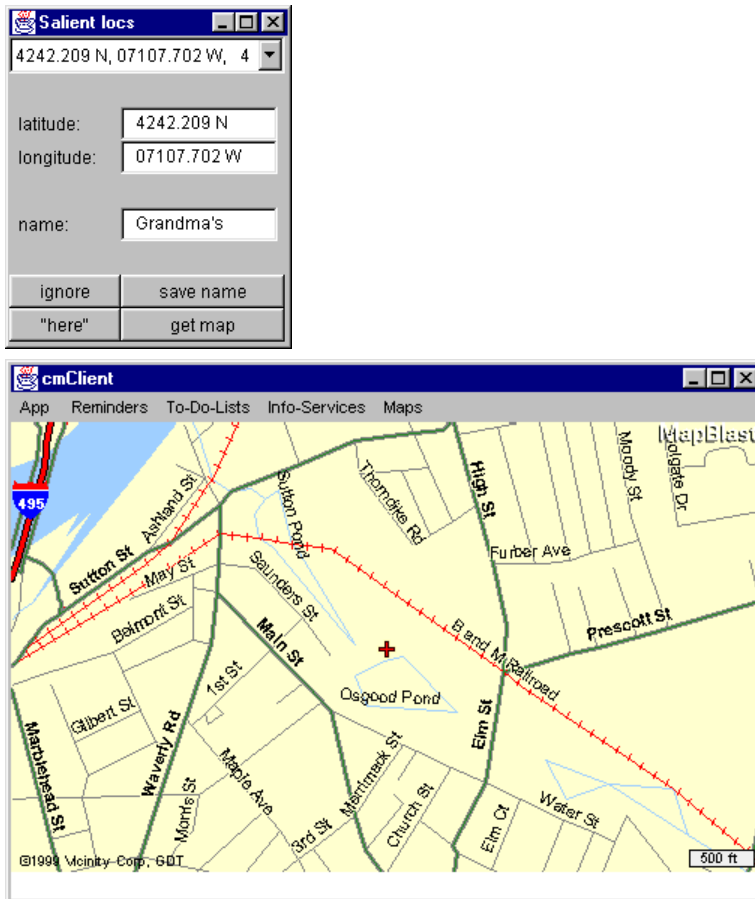 Salient locs
4242.209 N, 07107.702 W, 4
latitude: 4242.209 N
longitude: 07107.702 W
name: Grandma's
ignore save name
"here" get map
cmClient
App Reminders To-Do-Lists Info-Services Maps
MapBlast
495
Ashland St
Sutton Pond
Thorndike Rd
High St
Moody St
olgate Dr
Sutton St
May St
Saunders St
Furber Ave
Belmont St
Main St
B and M Railroad
Prescott St
1st St
Osgood Pond
Gilbert St
Waverly Rd
Elm St
Marblehead St
Maple Ave
Merrimack St
Morris St
3rd St
Church St
Elm Ct
Water St
©1999 Vicinity Corp, GDT
500 ft